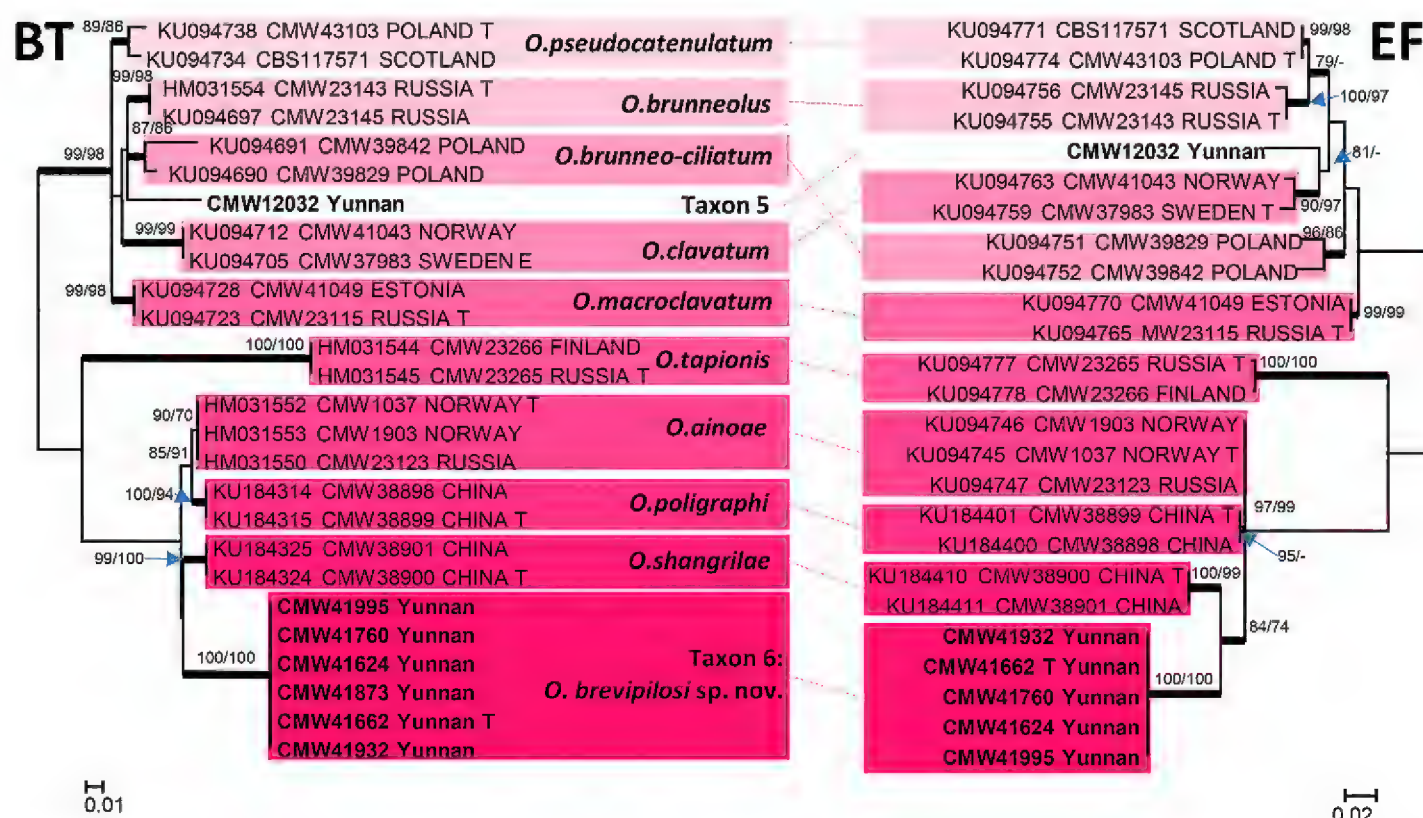 BT
89/86
KU094738 CMW43103 POLAND T
KU094734 CBS117571 SCOTLAND
O.pseudocatenulatum
99/98
HM031554 CMW23143 RUSSIA T
KU094697 CMW23145 RUSSIA
O.brunneolus
87/86
KU094691 CMW39842 POLAND
KU094690 CMW39829 POLAND
O.brunneo-ciliatum
99/98
CMW12032 Yunnan
Taxon 5
99/99
KU094712 CMW41043 NORWAY
KU094705 CMW37983 SWEDEN E
O.clavatum
99/98
KU094728 CMW41049 ESTONIA
KU094723 CMW23115 RUSSIA T
O.macroclavatum
100/100
HM031544 CMW23266 FINLAND
HM031545 CMW23265 RUSSIA T
O.tapionis
90/70
HM031552 CMW1037 NORWAY T
HM031553 CMW1903 NORWAY
HM031550 CMW23123 RUSSIA
O.ainoae
85/91
100/94
KU184314 CMW38898 CHINA
KU184315 CMW38899 CHINA T
O.poligraphi
99/100
KU184325 CMW38901 CHINA
KU184324 CMW38900 CHINA T
O.shangrilae
100/100
CMW41995 Yunnan
CMW41760 Yunnan
CMW41624 Yunnan
CMW41873 Yunnan
CMW41662 Yunnan T
CMW41932 Yunnan
Taxon 6:
O. brevipilosi sp. nov.
0.01
EF
KU094771 CBS117571 SCOTLAND
KU094774 CMW43103 POLAND T
99/98
79/-
KU094756 CMW23145 RUSSIA
KU094755 CMW23143 RUSSIA T
100/97
CMW12032 Yunnan
81/-
KU094763 CMW41043 NORWAY
KU094759 CMW37983 SWEDEN T
90/97
KU094751 CMW39829 POLAND
KU094752 CMW39842 POLAND
96/86
KU094770 CMW41049 ESTONIA
KU094765 MW23115 RUSSIA T
99/99
KU094777 CMW23265 RUSSIA T
KU094778 CMW23266 FINLAND
100/100
KU094746 CMW1903 NORWAY
KU094745 CMW1037 NORWAY T
KU094747 CMW23123 RUSSIA
97/99
KU184401 CMW38899 CHINA T
KU184400 CMW38898 CHINA
95/-
KU184410 CMW38900 CHINA T
KU184411 CMW38901 CHINA
100/99
84/74
CMW41932 Yunnan
CMW41662 T Yunnan
CMW41760 Yunnan
CMW41624 Yunnan
CMW41995 Yunnan
100/100
0.02